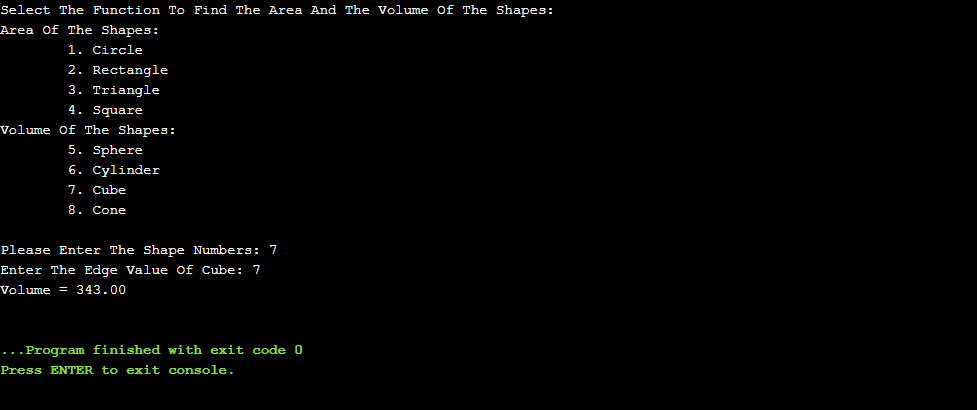 Select The Function To Find The Area And The Volume Of The Shapes:
Area Of The Shapes:
1. Circle
2. Rectangle
3. Triangle
4. Square
Volume Of The Shapes:
5. Sphere
6. Cylinder
7. Cube
8. Cone
Please Enter The Shape Numbers: 7
Enter The Edge Value Of Cube: 7
Volume = 343.00
...Program finished with exit code 0
Press ENTER to exit console.